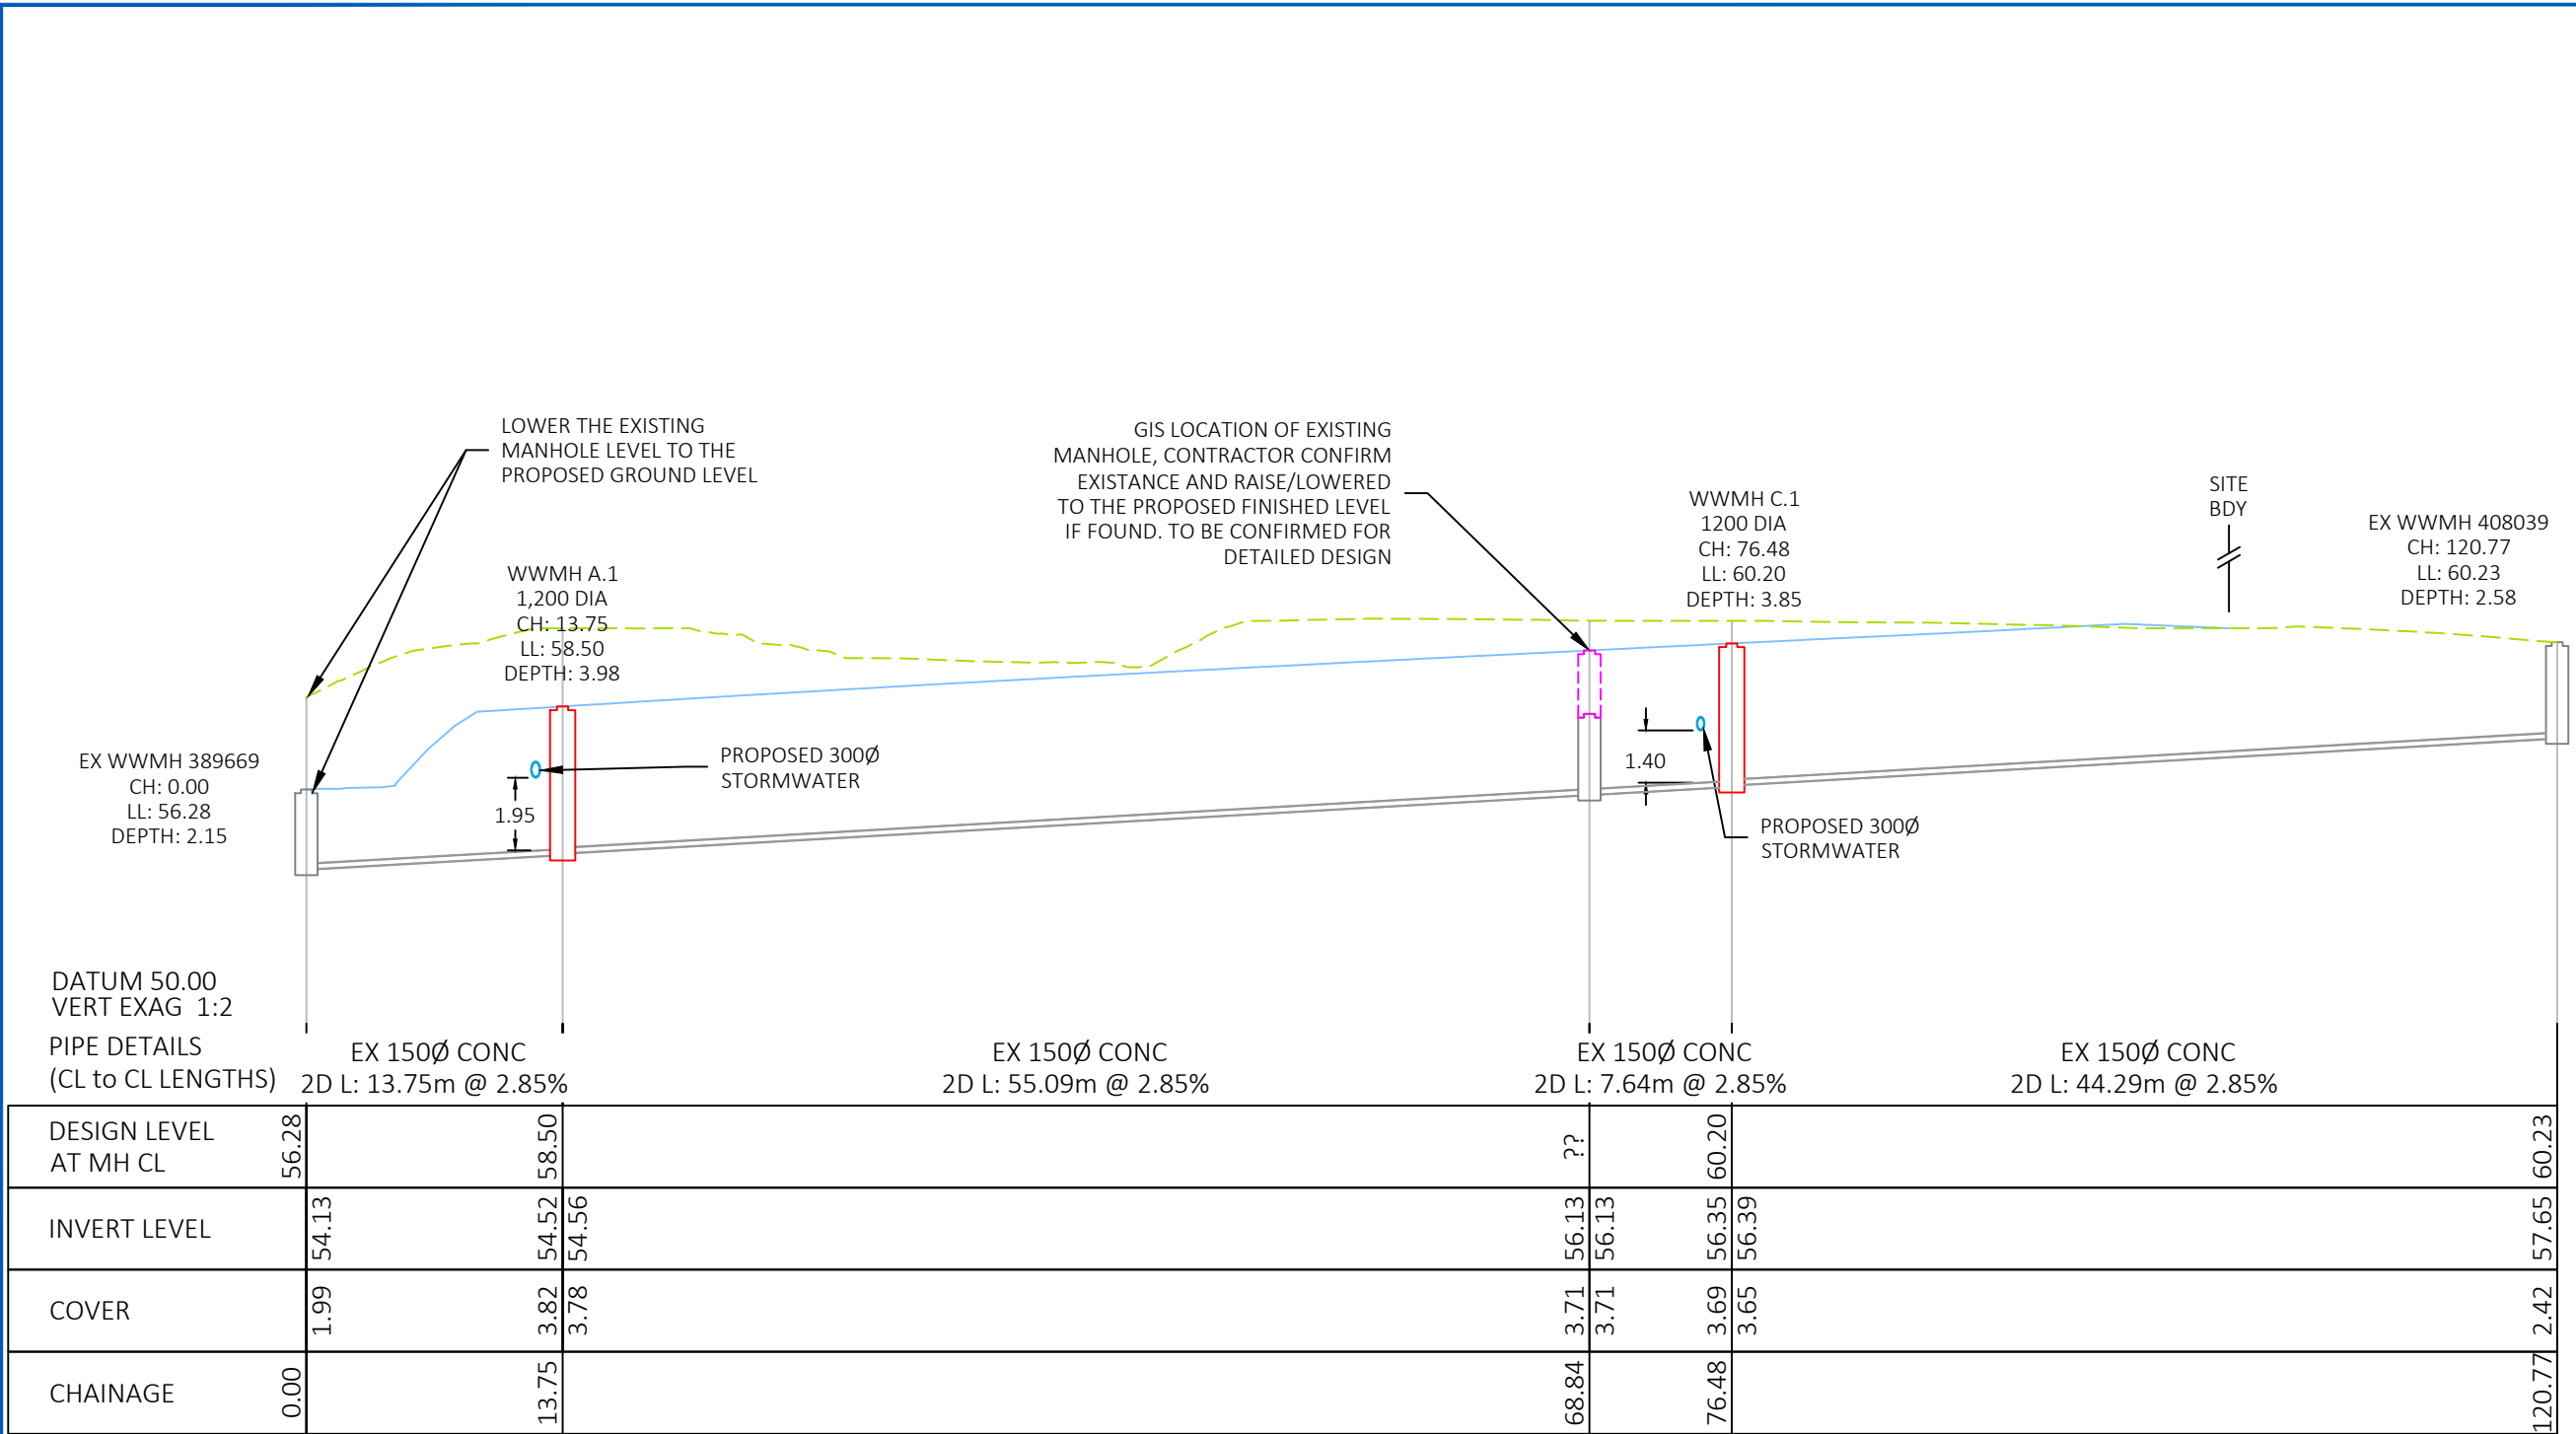 LOWER THE EXISTING
MANHOLE LEVEL TO THE
PROPOSED GROUND LEVEL
GIS LOCATION OF EXISTING
MANHOLE, CONTRACTOR CONFIRM
EXISTANCE AND RAISE/LOWERED
TO THE PROPOSED FINISHED LEVEL
IF FOUND. TO BE CONFIRMED FOR
DETAILED DESIGN
WWMH C.1
1200 DIA
CH: 76.48
LL: 60.20
DEPTH: 3.85
SITE
BDY
EX WWMH 408039
CH: 120.77
LL: 60.23
DEPTH: 2.58
WWMH A.1
1,200 DIA
CH: 13.75
LL: 58.50
DEPTH: 3.98
EX WWMH 389669
CH: 0.00
LL: 56.28
DEPTH: 2.15
1.95
PROPOSED 300Ø
STORMWATER
1.40
PROPOSED 300Ø
STORMWATER
DATUM 50.00
VERT EXAG 1:2
PIPE DETAILS
(CL to CL LENGTHS)
EX 150Ø CONC
2D L: 13.75m @ 2.85%
EX 150Ø CONC
2D L: 55.09m @ 2.85%
EX 150Ø CONC
2D L: 7.64m @ 2.85%
EX 150Ø CONC
2D L: 44.29m @ 2.85%
DESIGN LEVEL
AT MH CL
56.28
58.50
??
60.20
60.23
INVERT LEVEL
54.13
54.52
54.56
56.13
56.13
56.35
56.39
57.65
COVER
1.99
3.82
3.78
3.71
3.71
3.69
3.65
2.42
CHAINAGE
0.00
13.75
68.84
76.48
120.77